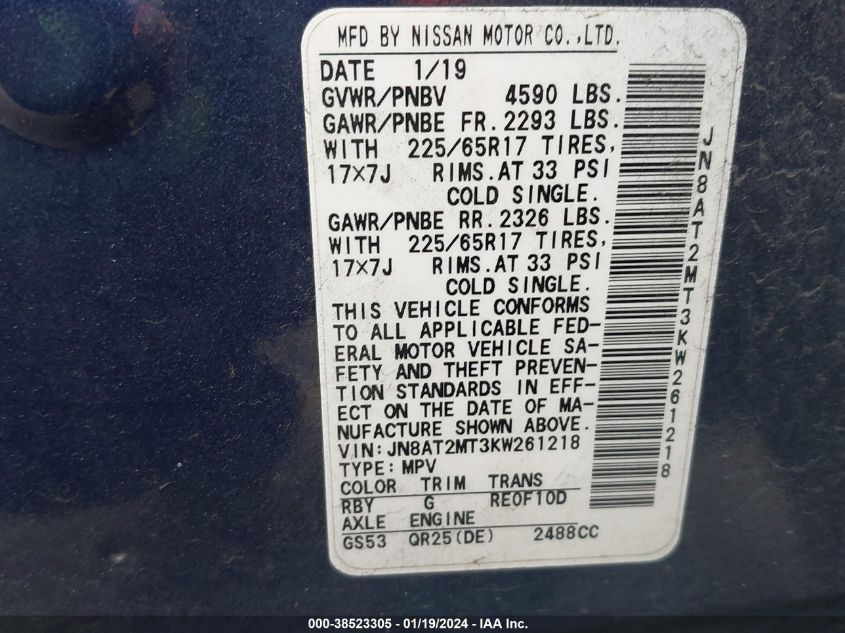 MFD BY NISSAN MOTOR CO.,LTD.
DATE 1/19
GVWR/PNBV 4590 LBS.
GAWR/PNBE FR.2293 LBS.
WITH 225/65R17 TIRES,
17×7J RIMS.AT 33 PSI
COLD SINGLE.
GAWR/PNBE RR.2326 LBS.
WITH 225/65R17 TIRES,
17×7J RIMS.AT 33 PSI
COLD SINGLE.
THIS VEHICLE CONFORMS
TO ALL APPLICABLE FED-
ERAL MOTOR VEHICLE SA-
FETY AND THEFT PREVEN-
TION STANDARDS IN EFF-
ECT ON THE DATE OF MA-
NUFACTURE SHOWN ABOVE.
VIN:JN8AT2MT3KW261218
TYPE:MPV
COLOR TRIM TRANS
RBY G RE0F10D
AXLE ENGINE
GS53 QR25(DE) 2488CC
JN8AT2MT3KW261218
000-38523305 - 01/19/2024 - IAA Inc.